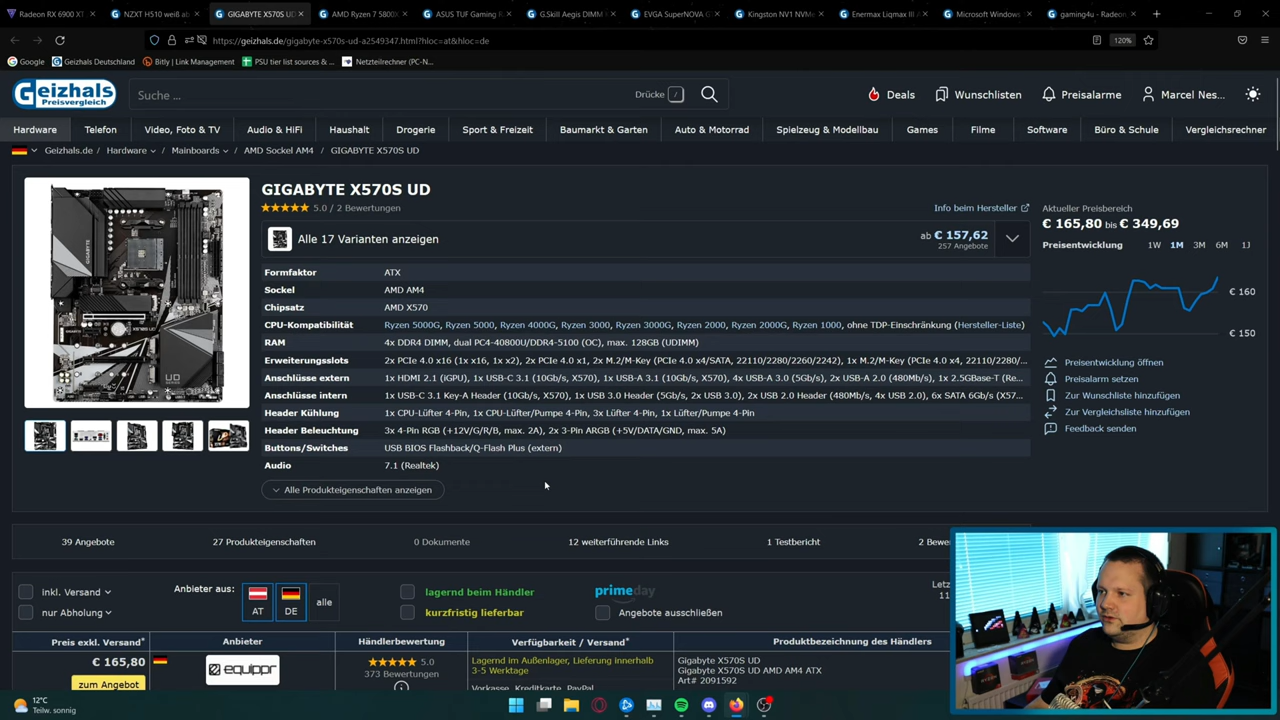 Radeon RX 6900 XT
NZXT H510 weiß ab
GIGABYTE X570S UD
AMD Ryzen 7 5800X
ASUS TUF Gaming
G.Skill Aegis DIMM
EVGA SuperNOVA
Kingston NV1 NVMe
Enermax Liqmax III
Microsoft Windows
gaming4u - Radeon
https://geizhals.de/gigabyte-x570s-ud-a2549347.html?hloc=at&hloc=de
120%
Google
Geizhals Deutschland
Bitly | Link Management
PSU tier list sources & ...
Netzteilrechner (PC-N...
Geizhals
Preisvergleich
Suche ...
Drücke /
Deals
Wunschlisten
Preisalarme
Marcel Nes...
Hardware
Telefon
Video, Foto & TV
Audio & HiFi
Haushalt
Drogerie
Sport & Freizeit
Baumarkt & Garten
Auto & Motorrad
Spielzeug & Modellbau
Games
Filme
Software
Büro & Schule
Vergleichsrechner
Geizhals.de / Hardware / Mainboards / AMD Sockel AM4 / GIGABYTE X570S UD
GIGABYTE X570S UD
5.0 / 2 Bewertungen
Info beim Hersteller
Alle 17 Varianten anzeigen
ab € 157,62
257 Angebote
Formfaktor ATX
Sockel AMD AM4
Chipsatz AMD X570
CPU-Kompatibilität Ryzen 5000G, Ryzen 5000, Ryzen 4000G, Ryzen 3000, Ryzen 3000G, Ryzen 2000, Ryzen 2000G, Ryzen 1000, ohne TDP-Einschränkung (Hersteller-Liste)
RAM 4x DDR4 DIMM, dual PC4-40800U/DDR4-5100 (OC), max. 128GB (UDIMM)
Erweiterungsslots 2x PCIe 4.0 x16 (1x x16, 1x x2), 2x PCIe 4.0 x1, 2x M.2/M-Key (PCIe 4.0 x4/SATA, 22110/2280/2260/2242), 1x M.2/M-Key (PCIe 4.0 x4, 22110/2280/...
Anschlüsse extern 1x HDMI 2.1 (iGPU), 1x USB-C 3.1 (10Gb/s, X570), 1x USB-A 3.1 (10Gb/s, X570), 4x USB-A 3.0 (5Gb/s), 2x USB-A 2.0 (480Mb/s), 1x 2.5GBase-T (Re...
Anschlüsse intern 1x USB-C 3.1 Key-A Header (10Gb/s, X570), 1x USB 3.0 Header (5Gb/s, 2x USB 3.0), 2x USB 2.0 Header (480Mb/s, 4x USB 2.0), 6x SATA 6Gb/s (X57...
Header Kühlung 1x CPU-Lüfter 4-Pin, 1x CPU-Lüfter/Pumpe 4-Pin, 3x Lüfter 4-Pin, 1x Lüfter/Pumpe 4-Pin
Header Beleuchtung 3x 4-Pin RGB (+12V/G/R/B, max. 2A), 2x 3-Pin ARGB (+5V/DATA/GND, max. 5A)
Buttons/Switches USB BIOS Flashback/Q-Flash Plus (extern)
Audio 7.1 (Realtek)
Alle Produkteigenschaften anzeigen
Aktueller Preisbereich
€ 165,80 bis € 349,69
Preisentwicklung 1W 1M 3M 6M 1J
€ 160
€ 150
Preisentwicklung öffnen
Preisalarm setzen
Zur Wunschliste hinzufügen
Zur Vergleichsliste hinzufügen
Feedback senden
39 Angebote
27 Produkteigenschaften
0 Dokumente
12 weiterführende Links
1 Testbericht
2 Bewe
inkl. Versand
nur Abholung
Anbieter aus:
AT
DE
alle
lagernd beim Händler
kurzfristig lieferbar
primeday
Angebote ausschließen
Letz
Preis exkl. Versand*
Anbieter
Händlerbewertung
Verfügbarkeit / Versand*
Produktbezeichnung des Händlers
€ 165,80
zum Angebot
equippr
5.0
373 Bewertungen
Lagernd im Außenlager, Lieferung innerhalb
3-5 Werktage
Vorkasse, Kreditkarte, PayPal
Gigabyte X570S UD
Gigabyte X570S UD AMD AM4 ATX
Art# 2091592
12°C
Teilw. sonnig